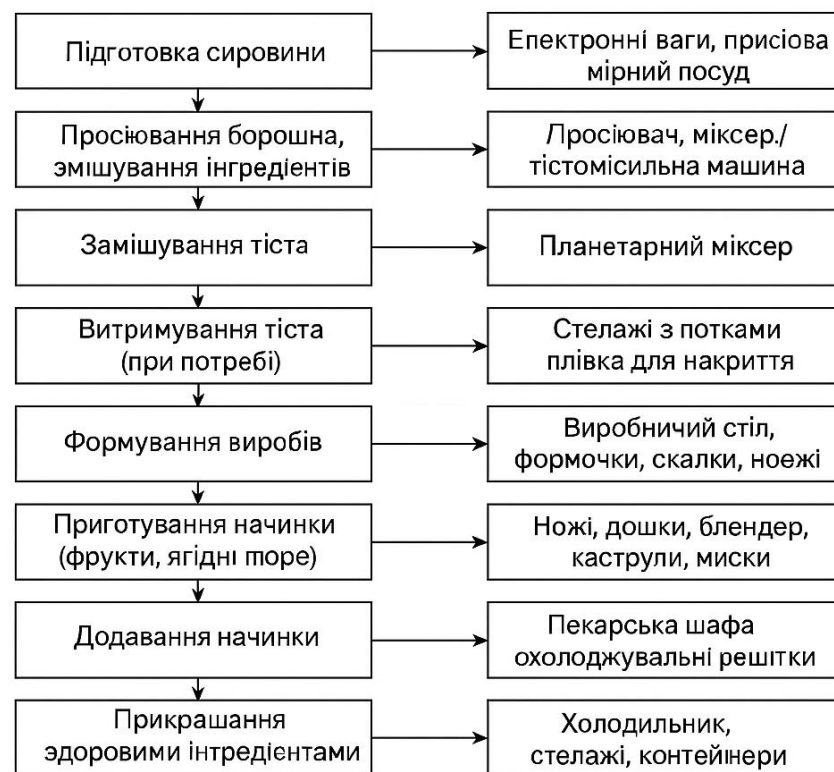 Підготовка сировини
Епектронні ваги, присіова
мірний посуд
Просіювання борошна,
эмішування інгредієнтів
Лросіювач, міксер./
тістомісильна машина
Замішування тіста
Планетарний міксер
Витримування тіста
(при потребі)
Стелажі з потками
плівка для накриття
Формування виробів
Виробничий стіл,
формочки, скалки, ноежі
Приготування начинки
(фрукти, ягідні море)
Ножі, дошки, блендер,
каструли, миски
Додавання начинки
Пекарська шафа
охолоджувальні решітки
Прикрашання
эдоровими інтредієнтами
Холодильник,
стелажі, контейінери